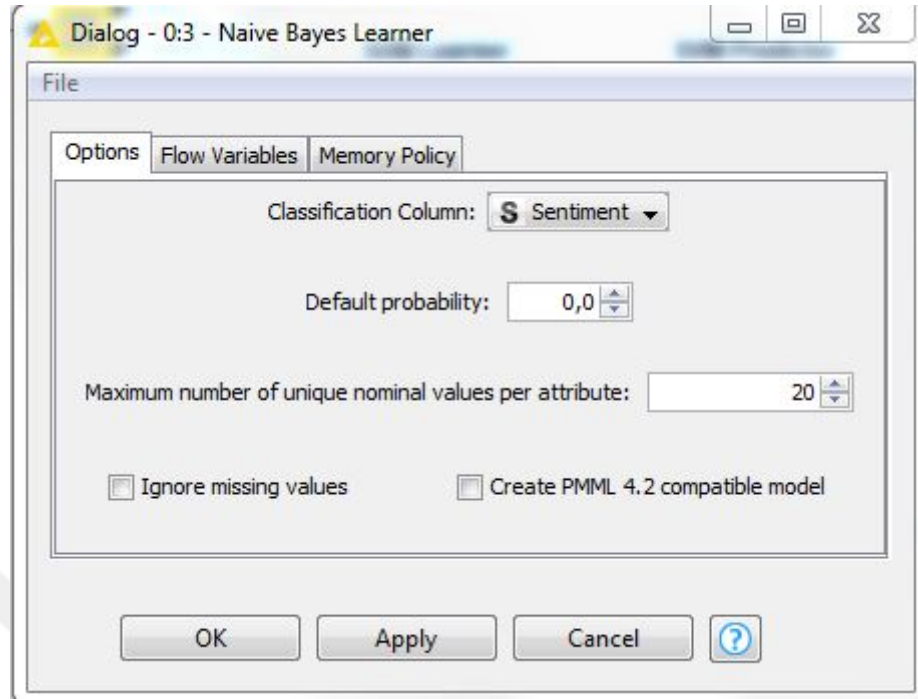 Dialog - 0:3 - Naive Bayes Learner
File
Options Flow Variables Memory Policy
Classification Column: S Sentiment
Default probability: 0,0
Maximum number of unique nominal values per attribute: 20
Ignore missing values Create PMML 4.2 compatible model
OK Apply Cancel ?